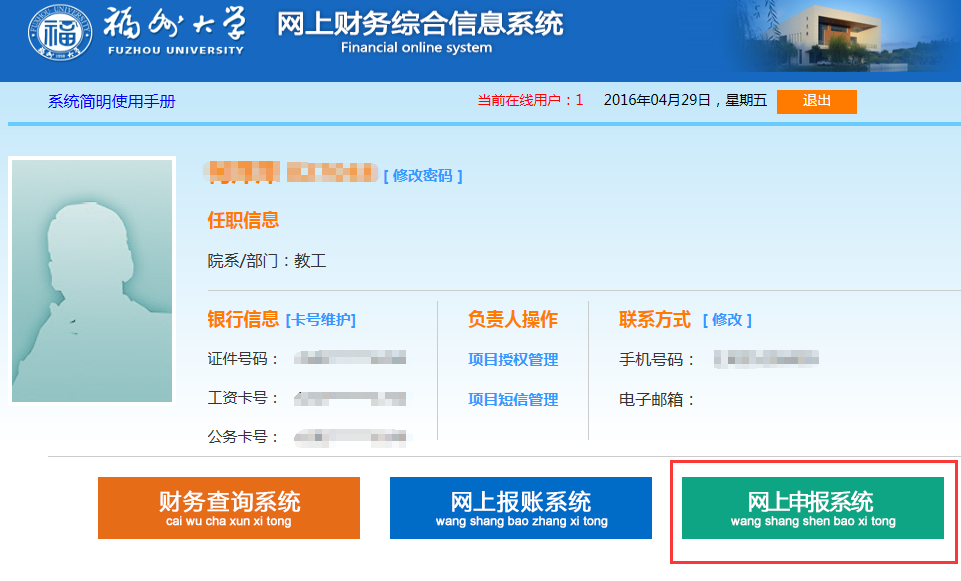 福州大学
FUZHOU UNIVERSITY
网上财务综合信息系统
Financial online system
系统简明使用手册
当前在线用户：1 2016年04月29日，星期五 退出
[ 修改密码 ]
任职信息
院系/部门：教工
银行信息 [卡号维护]
证件号码：
工资卡号：
公务卡号：
负责人操作
项目授权管理
项目短信管理
联系方式 [ 修改 ]
手机号码：
电子邮箱：
财务查询系统
cai wu cha xun xi tong
网上报账系统
wang shang bao zhang xi tong
网上申报系统
wang shang shen bao xi tong